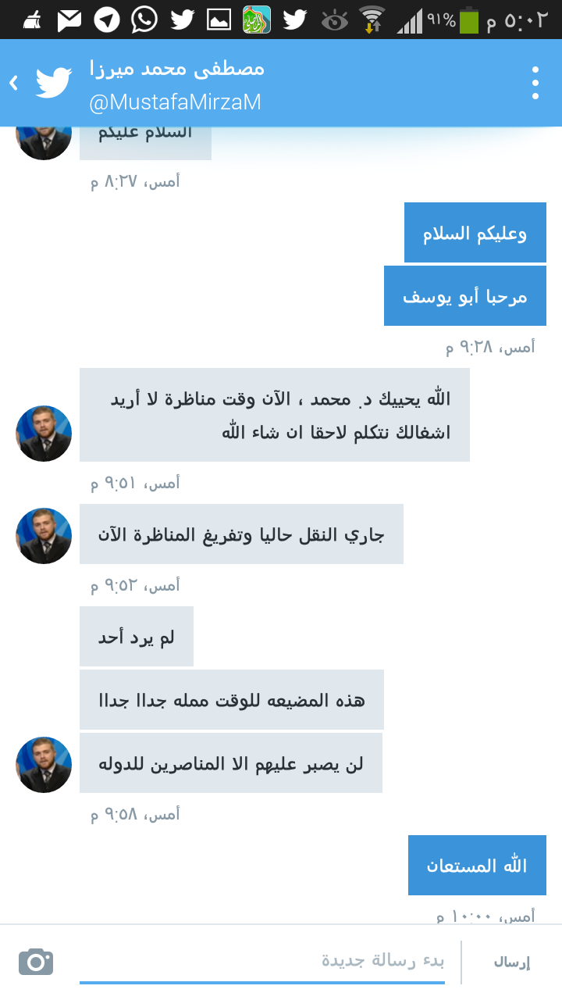 ٩١% ٥:٠٢ م
مصطفى محمد ميرزا
@MustafaMirzaM
السلام عليكم
أمس، ٨:٢٧ م
وعليكم السلام
مرحبا أبو يوسف
أمس، ٩:٢٨ م
الله يحييك د. محمد ، الآن وقت مناظرة لا أريد
اشغالك نتكلم لاحقا ان شاء الله
أمس، ٩:٥١ م
جاري النقل حاليا وتفريغ المناظرة الآن
أمس، ٩:٥٢ م
لم يرد أحد
هذه المضيعه للوقت ممله جداا جداا
لن يصبر عليهم الا المناصرين للدوله
أمس، ٩:٥٨ م
الله المستعان
أمس، ١٠:٠٠ م
بدء رسالة جديدة
إرسال